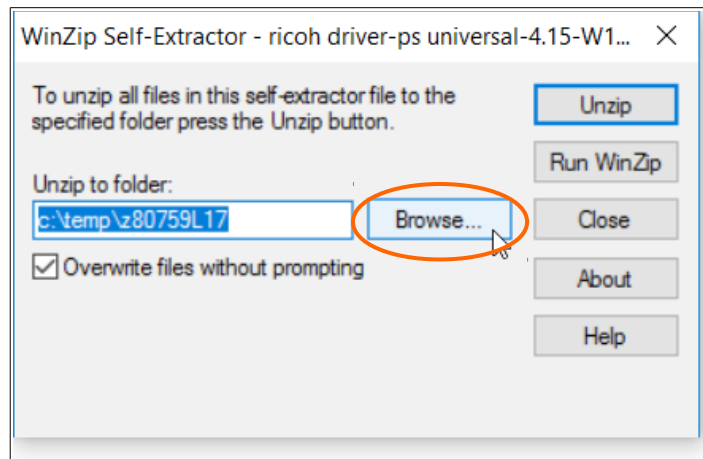 WinZip Self-Extractor - ricoh driver-ps universal-4.15-W1...
To unzip all files in this self-extractor file to the
specified folder press the Unzip button.
Unzip to folder:
c:\temp\z80759L17
Browse...
Overwrite files without prompting
Unzip
Run WinZip
Close
About
Help